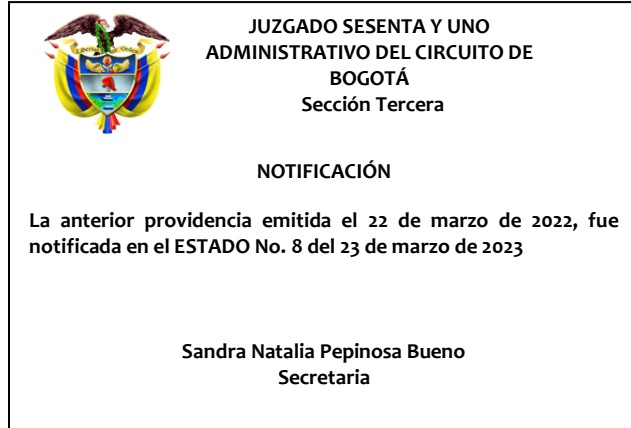 JUZGADO SESENTA Y UNO
ADMINISTRATIVO DEL CIRCUITO DE
BOGOTÁ
Sección Tercera
NOTIFICACIÓN
La anterior providencia emitida el 22 de marzo de 2022, fue
notificada en el ESTADO No. 8 del 23 de marzo de 2023
Sandra Natalia Pepinosa Bueno
Secretaria